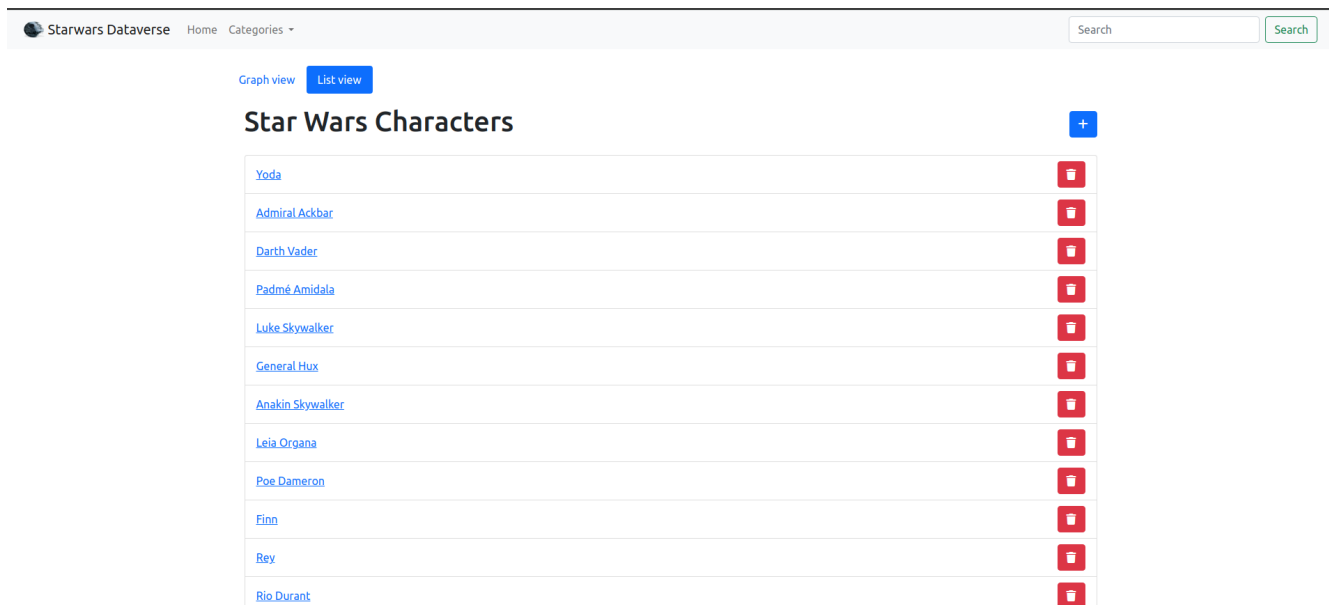 Starwars Dataverse Home Categories Search Search
Graph view List view
Star Wars Characters +
Yoda
Admiral Ackbar
Darth Vader
Padmé Amidala
Luke Skywalker
General Hux
Anakin Skywalker
Leia Organa
Poe Dameron
Finn
Rey
Rio Durant